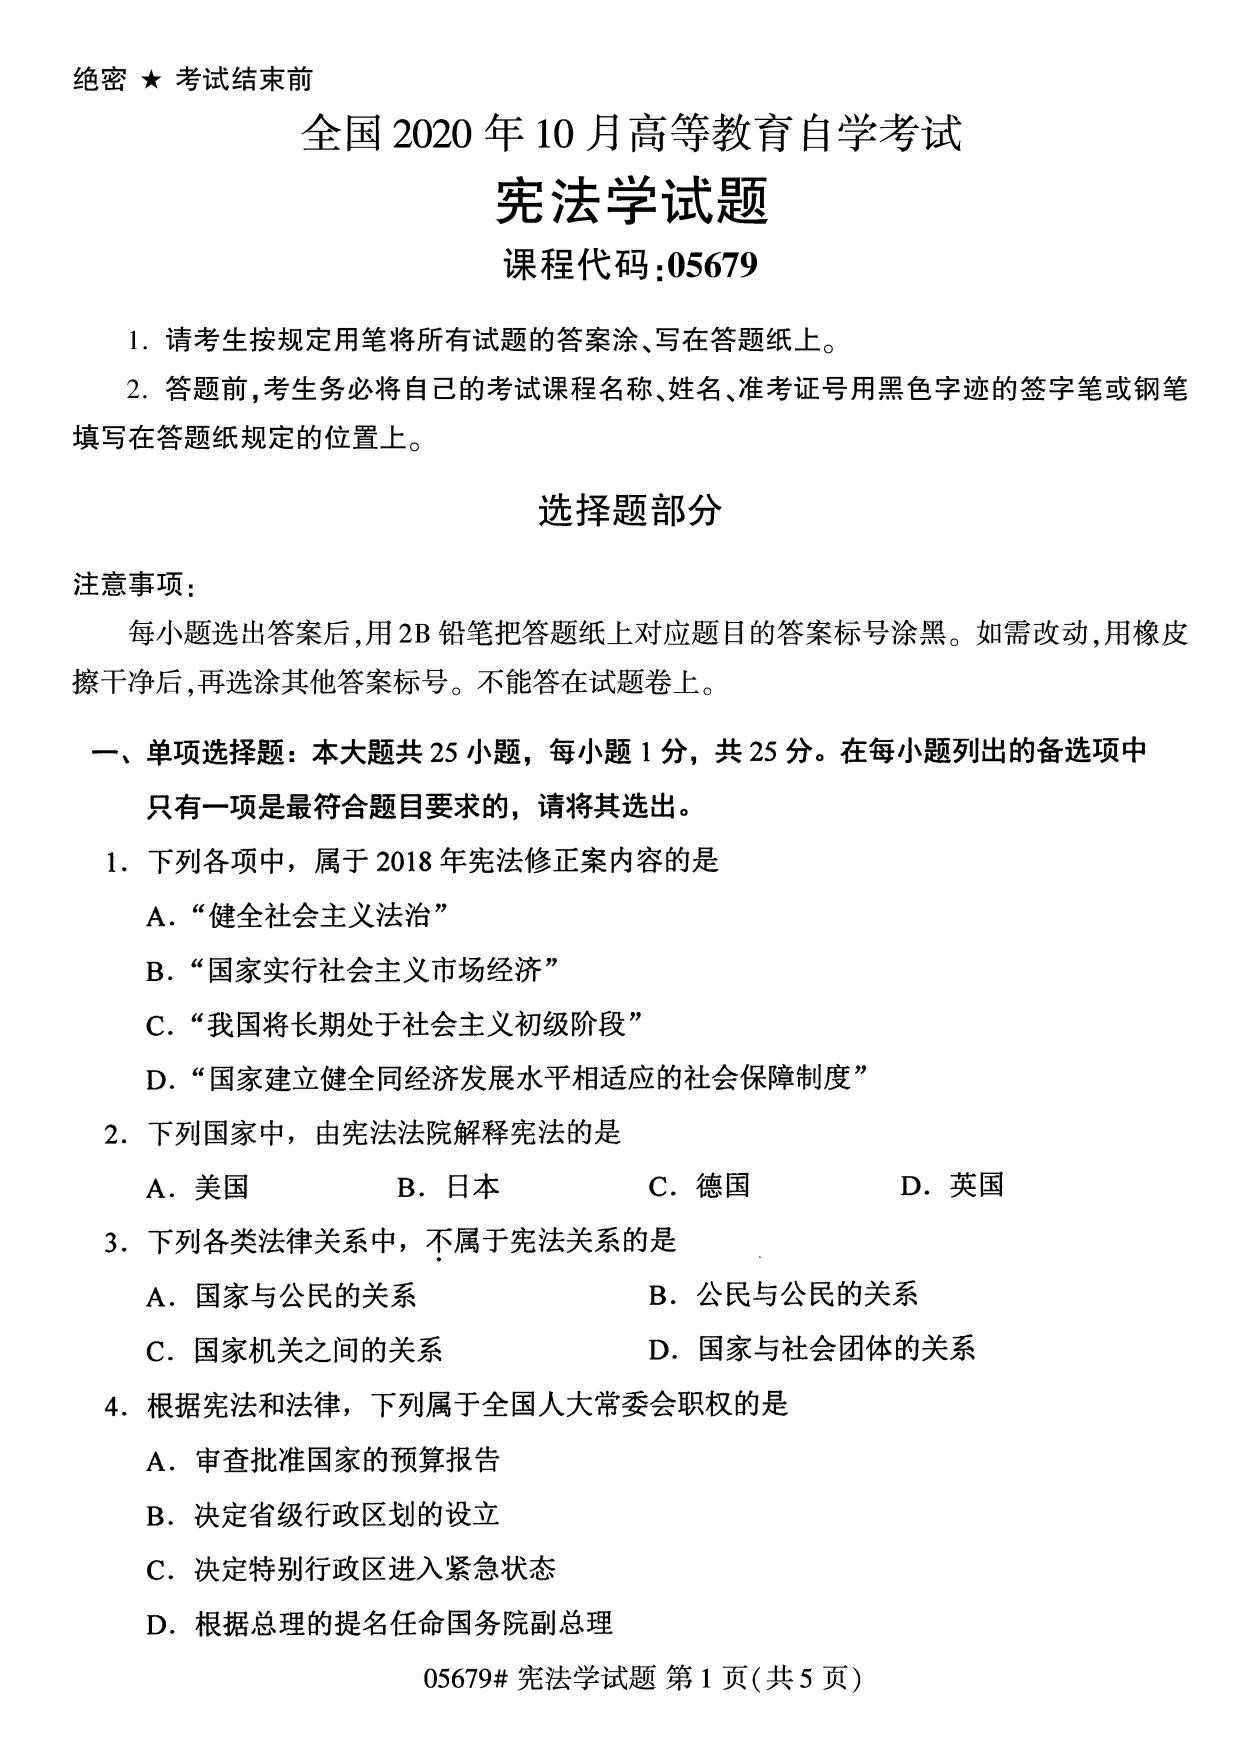 绝密 ★ 考试结束前
全国 2020 年 10 月高等教育自学考试
宪法学试题
课程代码:05679
1. 请考生按规定用笔将所有试题的答案涂、写在答题纸上。
2. 答题前,考生务必将自己的考试课程名称、姓名、准考证号用黑色字迹的签字笔或钢笔
填写在答题纸规定的位置上。
选择题部分
注意事项:
每小题选出答案后,用 2B 铅笔把答题纸上对应题目的答案标号涂黑。如需改动,用橡皮
擦干净后,再选涂其他答案标号。不能答在试题卷上。
一、单项选择题：本大题共 25 小题，每小题 1 分，共 25 分。在每小题列出的备选项中
只有一项是最符合题目要求的，请将其选出。
1. 下列各项中，属于 2018 年宪法修正案内容的是
A. “健全社会主义法治”
B. “国家实行社会主义市场经济”
C. “我国将长期处于社会主义初级阶段”
D. “国家建立健全同经济发展水平相适应的社会保障制度”
2. 下列国家中，由宪法法院解释宪法的是
A. 美国 B. 日本 C. 德国 D. 英国
3. 下列各类法律关系中，不属于宪法关系的是
A. 国家与公民的关系 B. 公民与公民的关系
C. 国家机关之间的关系 D. 国家与社会团体的关系
4. 根据宪法和法律，下列属于全国人大常委会职权的是
A. 审查批准国家的预算报告
B. 决定省级行政区划的设立
C. 决定特别行政区进入紧急状态
D. 根据总理的提名任命国务院副总理
05679# 宪法学试题 第 1 页(共 5 页)